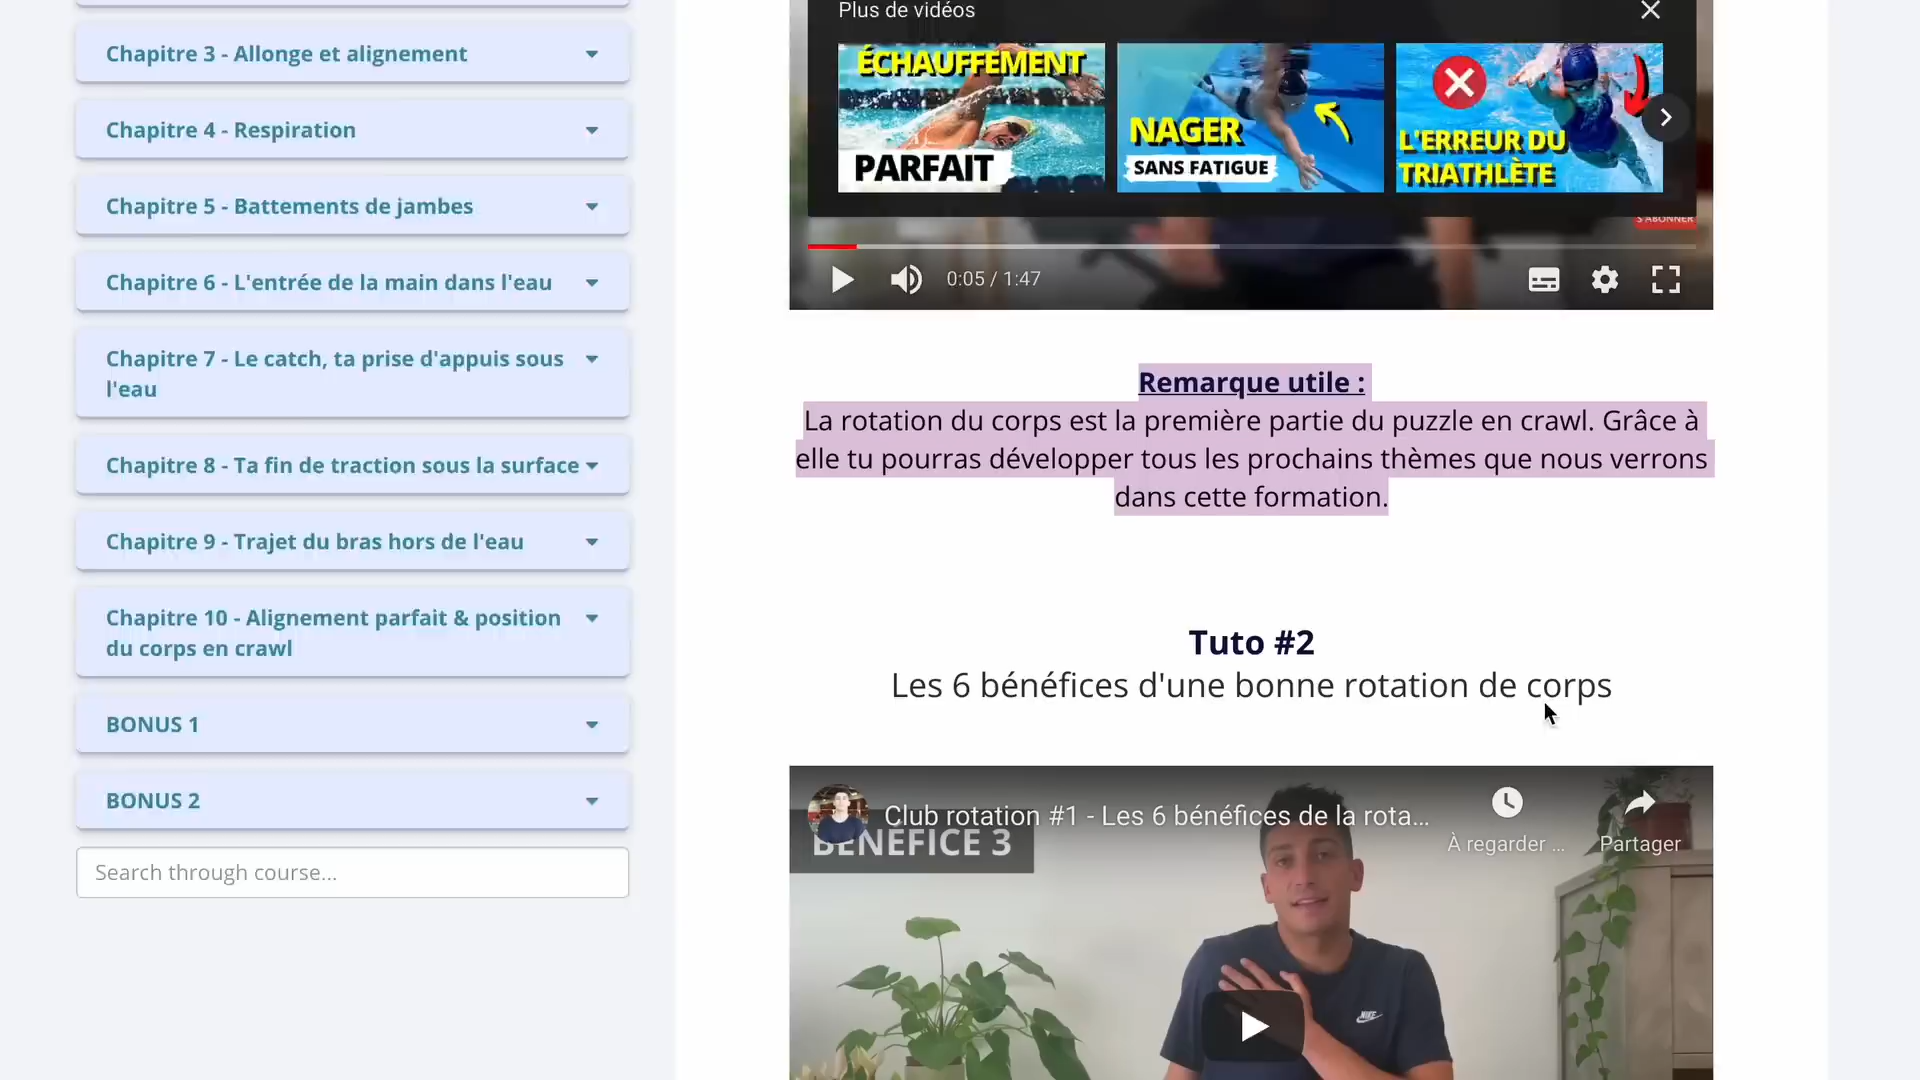 Chapitre 3 - Allonge et alignement
Chapitre 4 - Respiration
Chapitre 5 - Battements de jambes
Chapitre 6 - L'entrée de la main dans l'eau
Chapitre 7 - Le catch, ta prise d'appuis sous
l'eau
Chapitre 8 - Ta fin de traction sous la surface
Chapitre 9 - Trajet du bras hors de l'eau
Chapitre 10 - Alignement parfait & position
du corps en crawl
BONUS 1
BONUS 2
Search through course...
Plus de vidéos
ÉCHAUFFEMENT
PARFAIT
NAGER
SANS FATIGUE
L'ERREUR DU
TRIATHLÈTE
S'ABONNER
0:05 / 1:47
Remarque utile :
La rotation du corps est la première partie du puzzle en crawl. Grâce à
elle tu pourras développer tous les prochains thèmes que nous verrons
dans cette formation.
Tuto #2
Les 6 bénéfices d'une bonne rotation de corps
Club rotation #1 - Les 6 bénéfices de la rota...
BÉNÉFICE 3
À regarder ...
Partager
NIKE